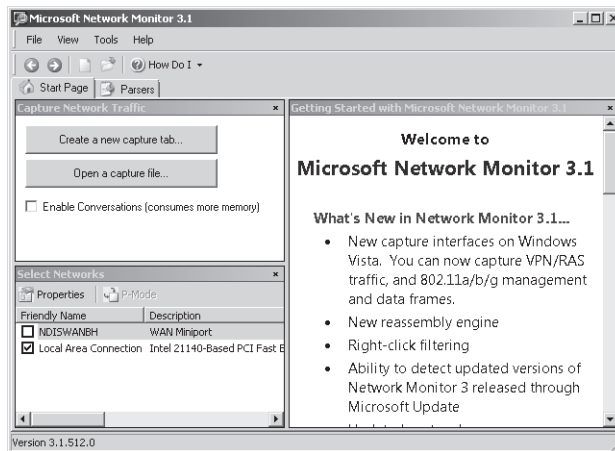 Microsoft Network Monitor 3.1
File View Tools Help
How Do I
Start Page Parsers
Capture Network Traffic
Create a new capture tab...
Open a capture file...
Enable Conversations (consumes more memory)
Select Networks
Properties P-Mode
Friendly Name Description
NDISWANBH WAN Miniport
Local Area Connection Intel 21140-Based PCI Fast E
Getting Started with Microsoft Network Monitor 3.1
Welcome to
Microsoft Network Monitor 3.1
What's New in Network Monitor 3.1...
• New capture interfaces on Windows
Vista. You can now capture VPN/RAS
traffic, and 802.11a/b/g management
and data frames.
• New reassembly engine
• Right-click filtering
• Ability to detect updated versions of
Network Monitor 3 released through
Microsoft Update
Version 3.1.512.0